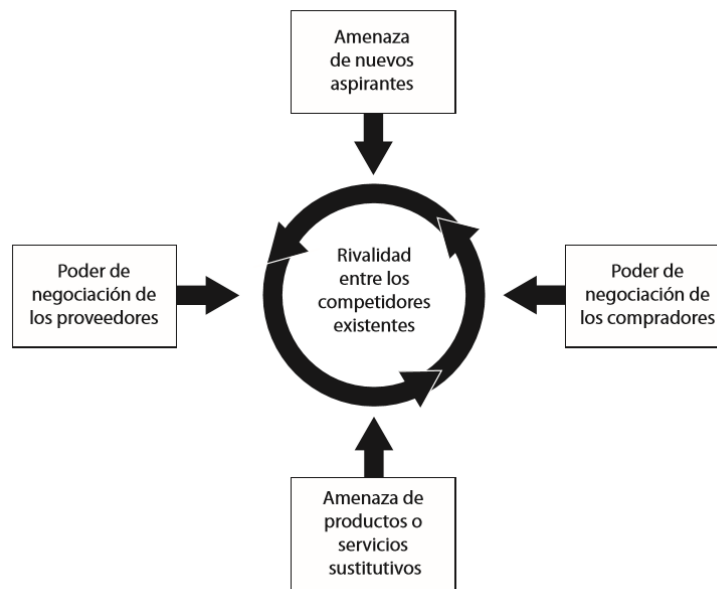 Amenaza
de nuevos
aspirantes
Poder de
negociación de
los proveedores
Rivalidad
entre los
competidores
existentes
Poder de
negociación de
los compradores
Amenaza de
productos o
servicios
sustitutivos